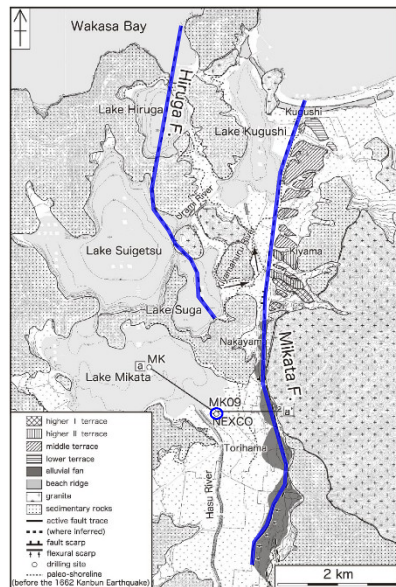 Wakasa Bay
Hiruga F.
Lake Hiruga
Lake Kugushi
Kugushi
Urami River
Lake Suigetsu
Kiyama
Lake Suga
Nakayama
Mikata F.
a
MK
Lake Mikata
MK09
NEXCO
a
Torihama
Hasu River
higher I terrace
higher II terrace
middle terrace
lower terrace
alluvial fan
beach ridge
granite
sedimentary rocks
active fault trace
(where inferred)
fault scarp
flexural scarp
drilling site
paleo-shoreline
(before the 1662 Kanbun Earthquake)
2 km